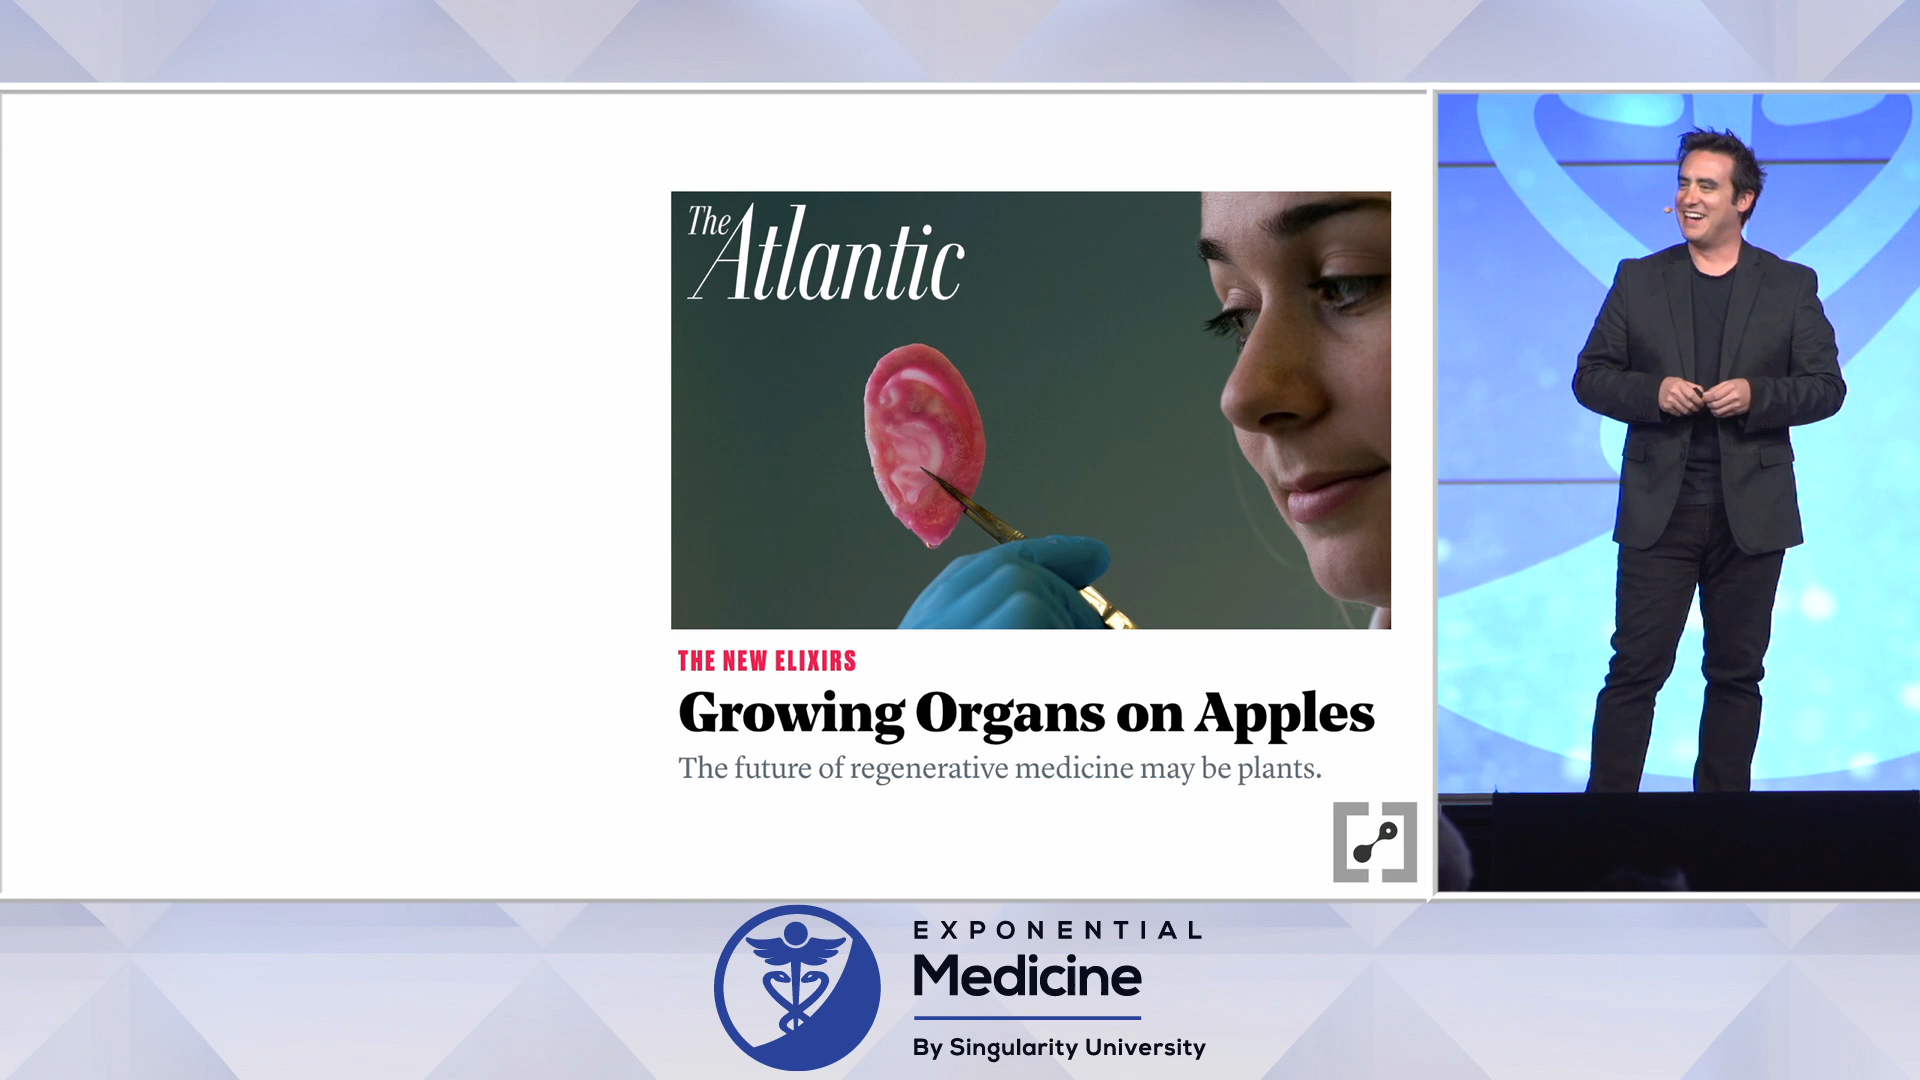 The Atlantic
THE NEW ELIXIRS
Growing Organs on Apples
The future of regenerative medicine may be plants.
EXPONENTIAL
Medicine
By Singularity University